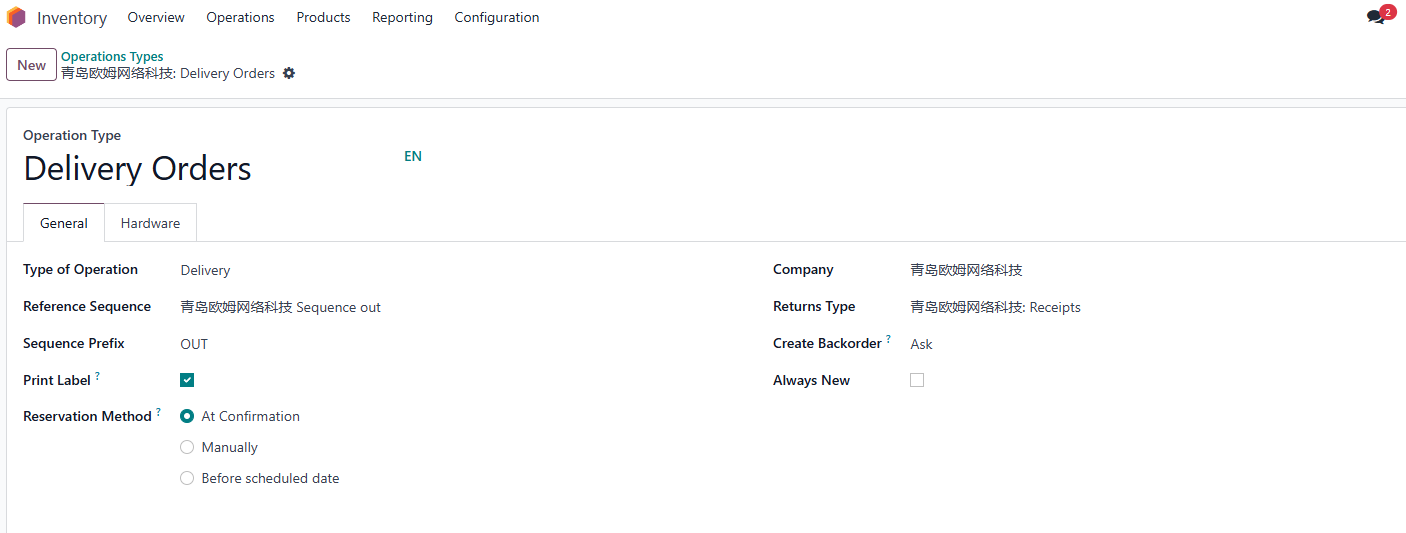 Inventory Overview Operations Products Reporting Configuration 2
New
Operations Types
青岛欧姆网络科技: Delivery Orders
Operation Type
Delivery Orders EN
General Hardware
Type of Operation Delivery Company 青岛欧姆网络科技
Reference Sequence 青岛欧姆网络科技 Sequence out Returns Type 青岛欧姆网络科技: Receipts
Sequence Prefix OUT Create Backorder ? Ask
Print Label ? Always New
Reservation Method ? At Confirmation
Manually
Before scheduled date